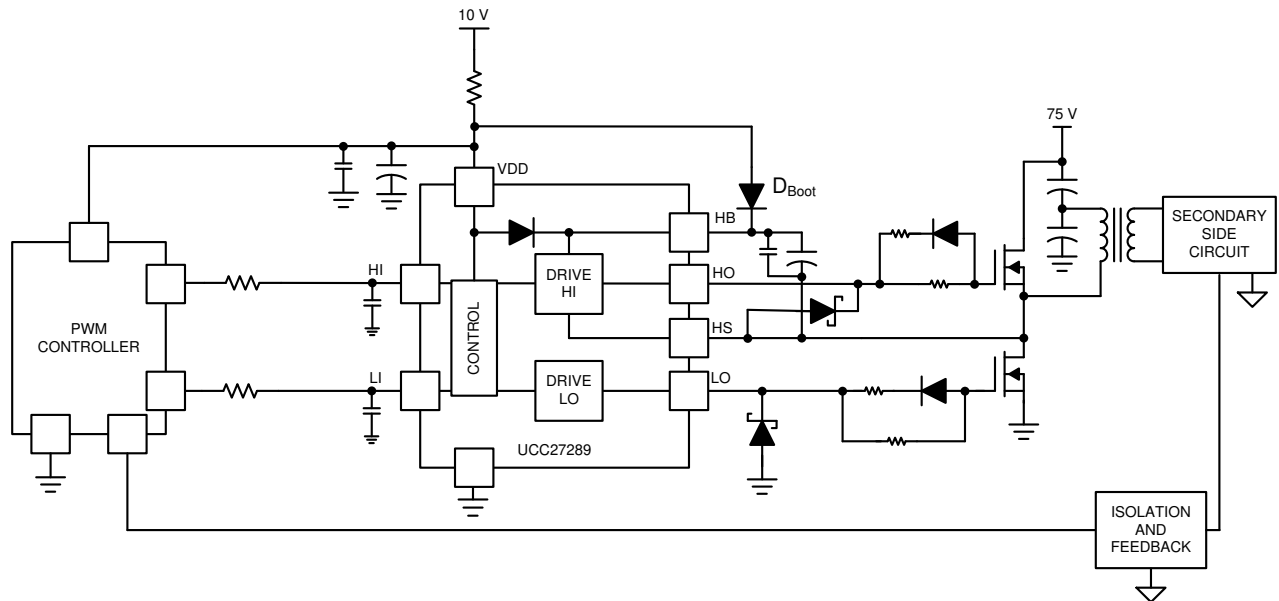 10 V
75 V
VDD
D_Boot
HB
SECONDARY
SIDE
CIRCUIT
HI
DRIVE
HI
HO
PWM
CONTROLLER
CONTROL
HS
LI
DRIVE
LO
LO
UCC27289
ISOLATION
AND
FEEDBACK